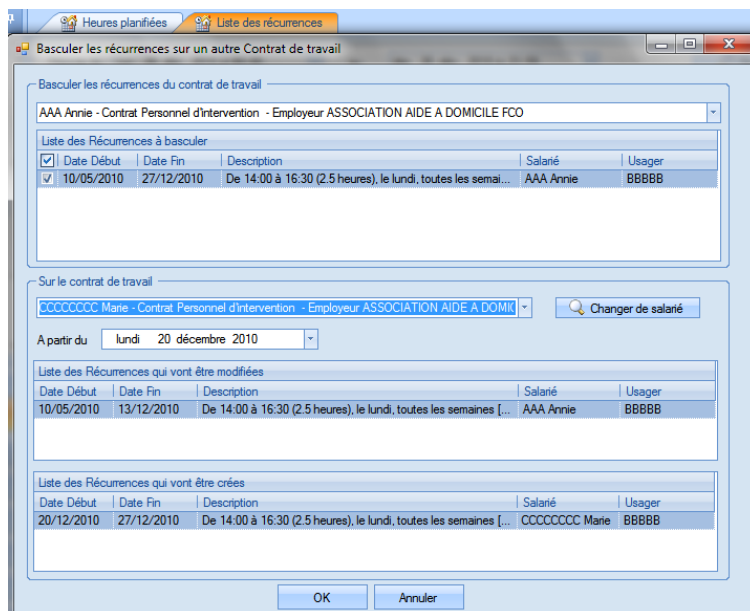 Heures planifiées Liste des récurrences
Basculer les récurrences sur un autre Contrat de travail
Basculer les récurrences du contrat de travail
AAA Annie - Contrat Personnel d'intervention - Employeur ASSOCIATION AIDE A DOMICILE FCO
Liste des Récurrences à basculer
Date Début Date Fin Description Salarié Usager
10/05/2010 27/12/2010 De 14:00 à 16:30 (2.5 heures), le lundi, toutes les semai... AAA Annie BBBBB
Sur le contrat de travail
CCCCCCCC Marie - Contrat Personnel d'intervention - Employeur ASSOCIATION AIDE A DOMIC Changer de salarié
A partir du lundi 20 décembre 2010
Liste des Récurrences qui vont être modifiées
Date Début Date Fin Description Salarié Usager
10/05/2010 13/12/2010 De 14:00 à 16:30 (2.5 heures), le lundi, toutes les semaines [... AAA Annie BBBBB
Liste des Récurrences qui vont être crées
Date Début Date Fin Description Salarié Usager
20/12/2010 27/12/2010 De 14:00 à 16:30 (2.5 heures), le lundi, toutes les semaines [... CCCCCCCC Marie BBBBB
OK Annuler